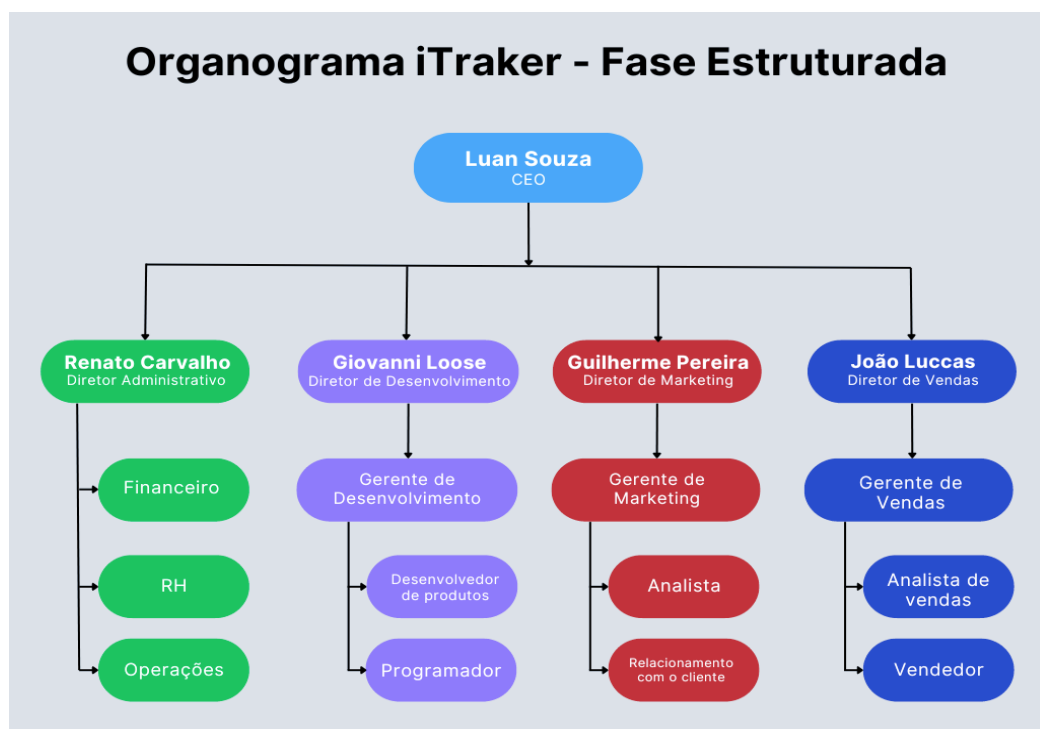 Organograma iTraker - Fase Estruturada
Luan Souza
CEO
Renato Carvalho
Diretor Administrativo
Giovanni Loose
Diretor de Desenvolvimento
Guilherme Pereira
Diretor de Marketing
João Luccas
Diretor de Vendas
Financeiro
RH
Operações
Gerente de
Desenvolvimento
Desenvolvedor
de produtos
Programador
Gerente de
Marketing
Analista
Relacionamento
com o cliente
Gerente de
Vendas
Analista de
vendas
Vendedor